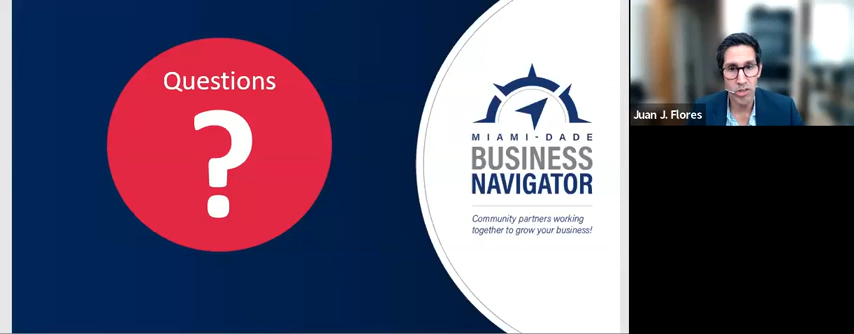 Questions
?
MIAMI-DADE
BUSINESS
NAVIGATOR
Community partners working
together to grow your business!
Juan J. Flores